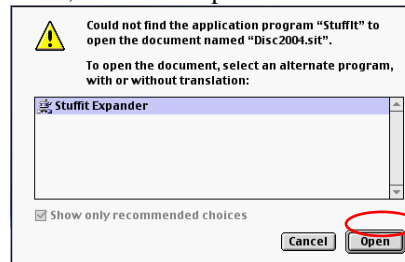 Could not find the application program “StuffIt” to
open the document named “Disc2004.sit”.
To open the document, select an alternate program,
with or without translation:
Stuffit Expander
Show only recommended choices
Cancel Open